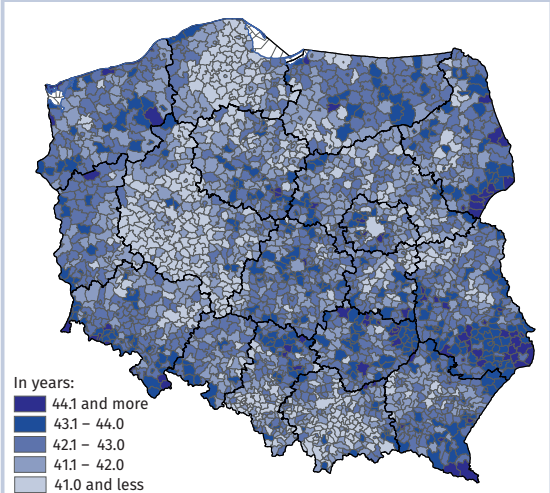 In years:
44.1 and more
43.1 – 44.0
42.1 – 43.0
41.1 – 42.0
41.0 and less